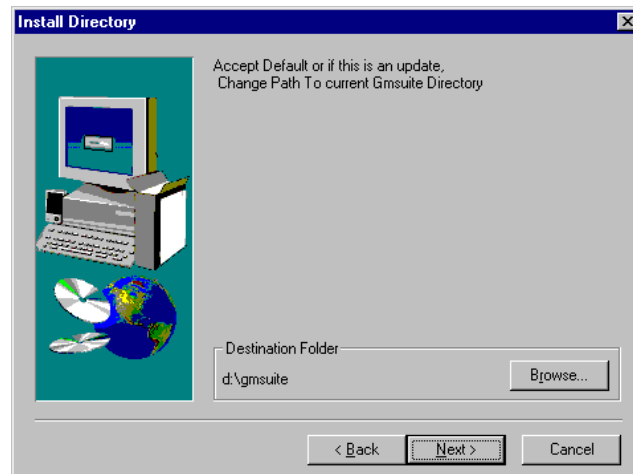 Install Directory
Accept Default or if this is an update,
Change Path To current Gmsuite Directory
Destination Folder
d:\gmsuite
Browse...
< Back
Next >
Cancel